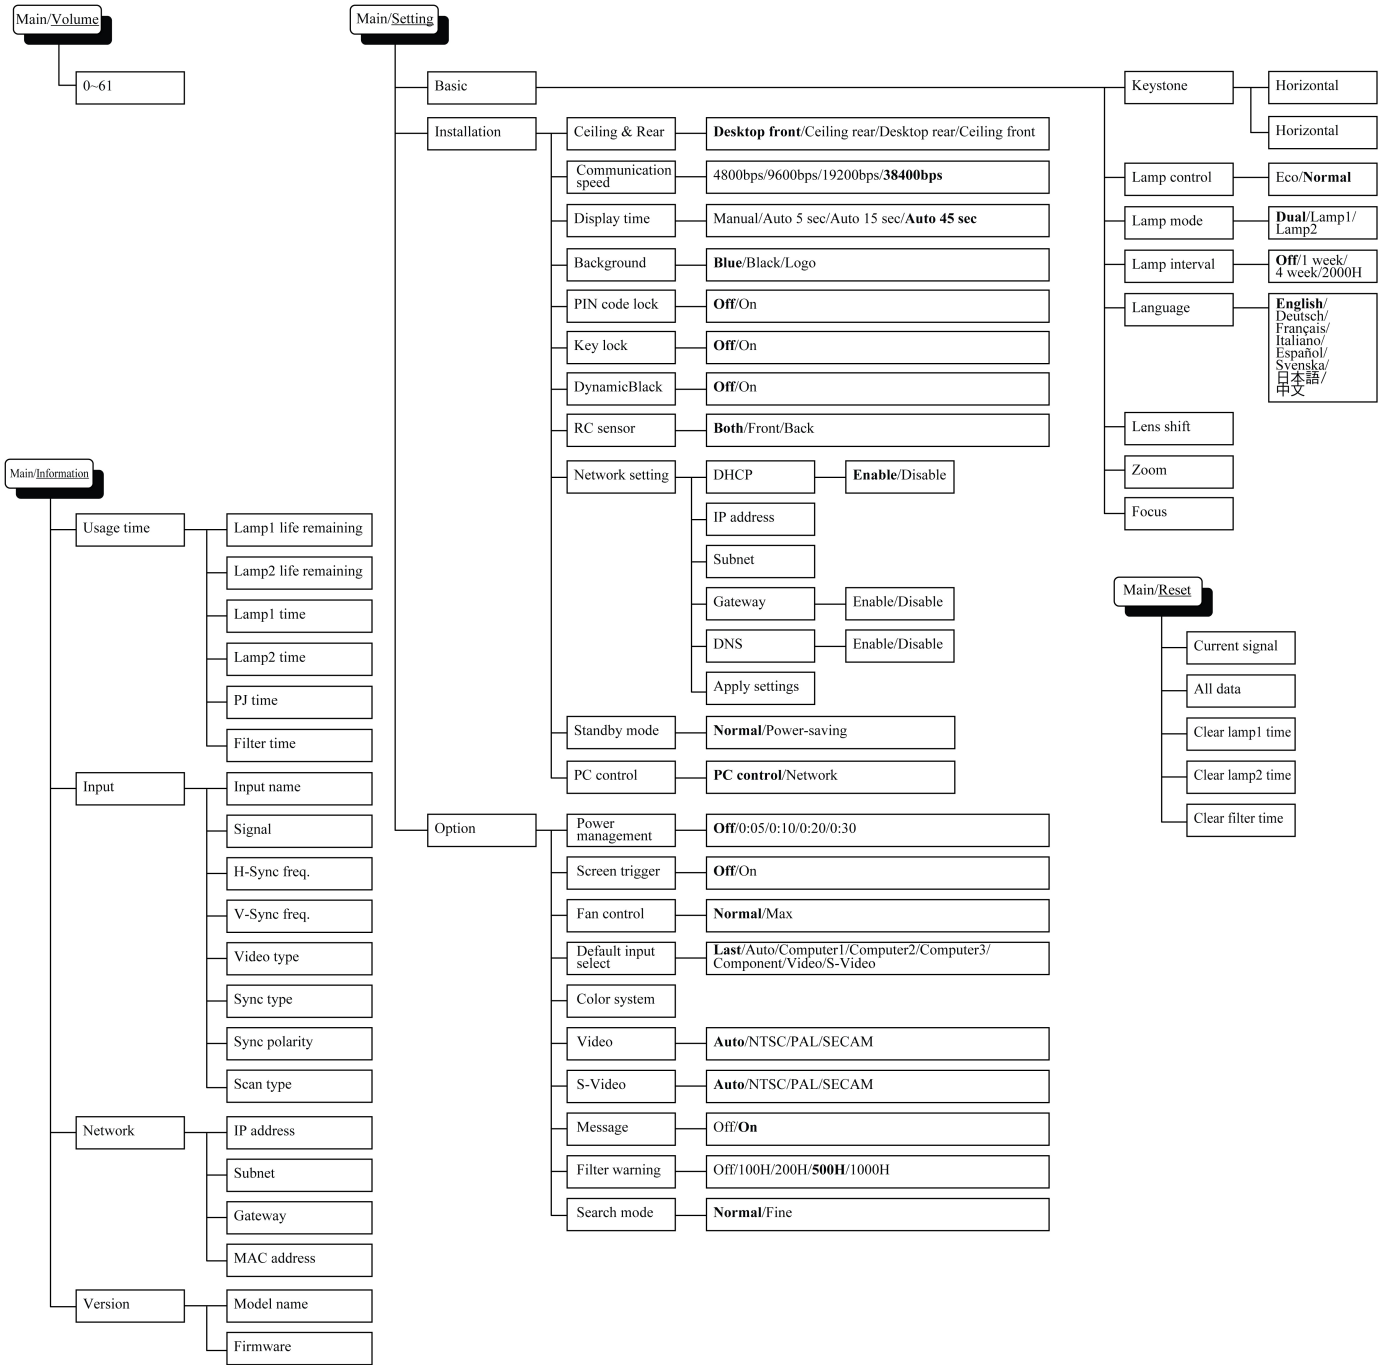 Main/Volume
0~61
Main/Setting
Basic
Keystone
Horizontal
Horizontal
Lamp control
Eco/Normal
Lamp mode
Dual/Lamp1/
Lamp2
Lamp interval
Off/1 week/
4 week/2000H
Language
English/
Deutsch/
Français/
Italiano/
Español/
Svenska/
日本語/
中文
Lens shift
Zoom
Focus
Installation
Ceiling & Rear
Desktop front/Ceiling rear/Desktop rear/Ceiling front
Communication
speed
4800bps/9600bps/19200bps/38400bps
Display time
Manual/Auto 5 sec/Auto 15 sec/Auto 45 sec
Background
Blue/Black/Logo
PIN code lock
Off/On
Key lock
Off/On
DynamicBlack
Off/On
RC sensor
Both/Front/Back
Network setting
DHCP
Enable/Disable
IP address
Subnet
Gateway
Enable/Disable
DNS
Enable/Disable
Apply settings
Standby mode
Normal/Power-saving
PC control
PC control/Network
Option
Power
management
Off/0:05/0:10/0:20/0:30
Screen trigger
Off/On
Fan control
Normal/Max
Default input
select
Last/Auto/Computer1/Computer2/Computer3/
Component/Video/S-Video
Color system
Video
Auto/NTSC/PAL/SECAM
S-Video
Auto/NTSC/PAL/SECAM
Message
Off/On
Filter warning
Off/100H/200H/500H/1000H
Search mode
Normal/Fine
Main/Information
Usage time
Lamp1 life remaining
Lamp2 life remaining
Lamp1 time
Lamp2 time
PJ time
Filter time
Input
Input name
Signal
H-Sync freq.
V-Sync freq.
Video type
Sync type
Sync polarity
Scan type
Network
IP address
Subnet
Gateway
MAC address
Version
Model name
Firmware
Main/Reset
Current signal
All data
Clear lamp1 time
Clear lamp2 time
Clear filter time